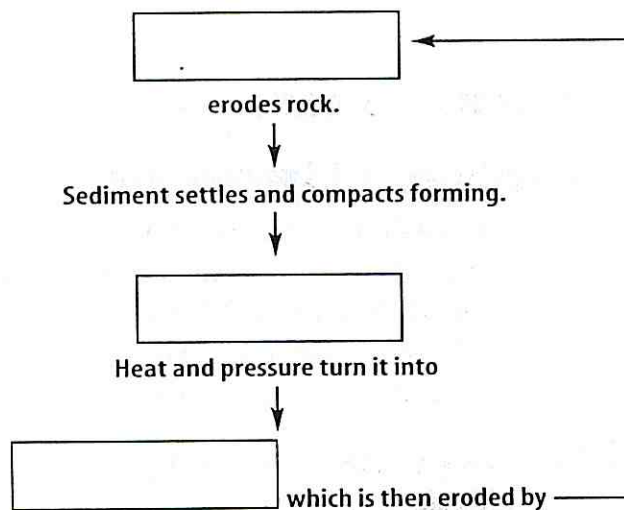 erodes rock.
Sediment settles and compacts forming.
Heat and pressure turn it into
which is then eroded by